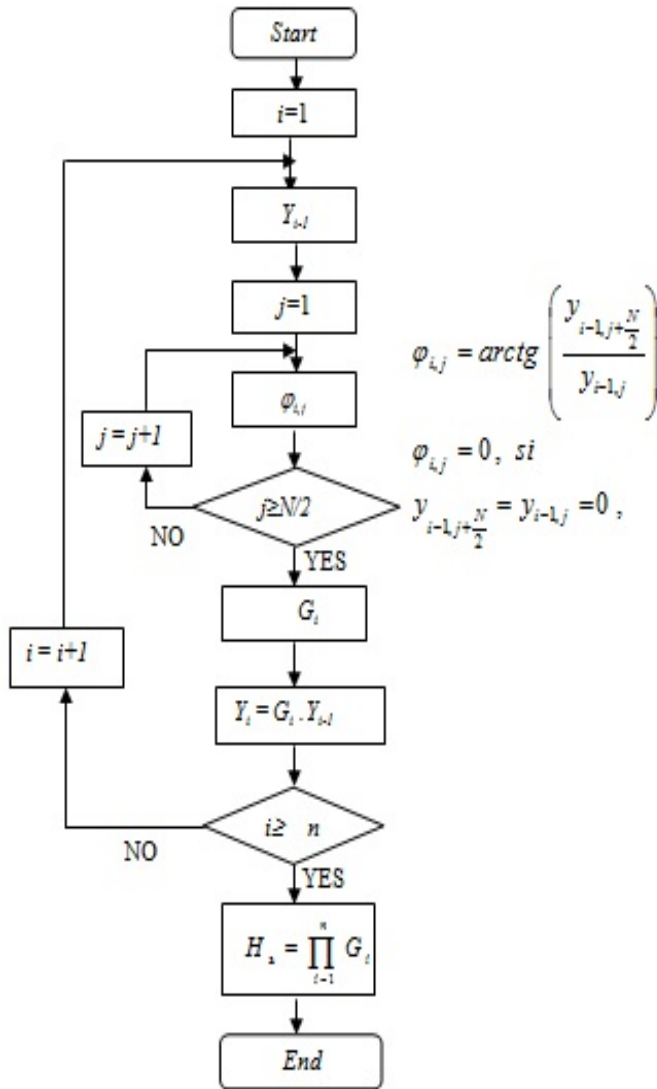 Start
i=1
Y_{i-1}
j=1
φ_{i,j}
j = j+1
j≥N/2
NO
YES
G_i
i = i+1
Y_i = G_i . Y_{i-1}
i≥ n
NO
YES
H_a = ∏_{i-1}^{n} G_i
End
φ_{i,j} = arctg ( y_{i-1,j+N/2} / y_{i-1,j} )
φ_{i,j} = 0, si
y_{i-1,j+N/2} = y_{i-1,j} = 0 ,